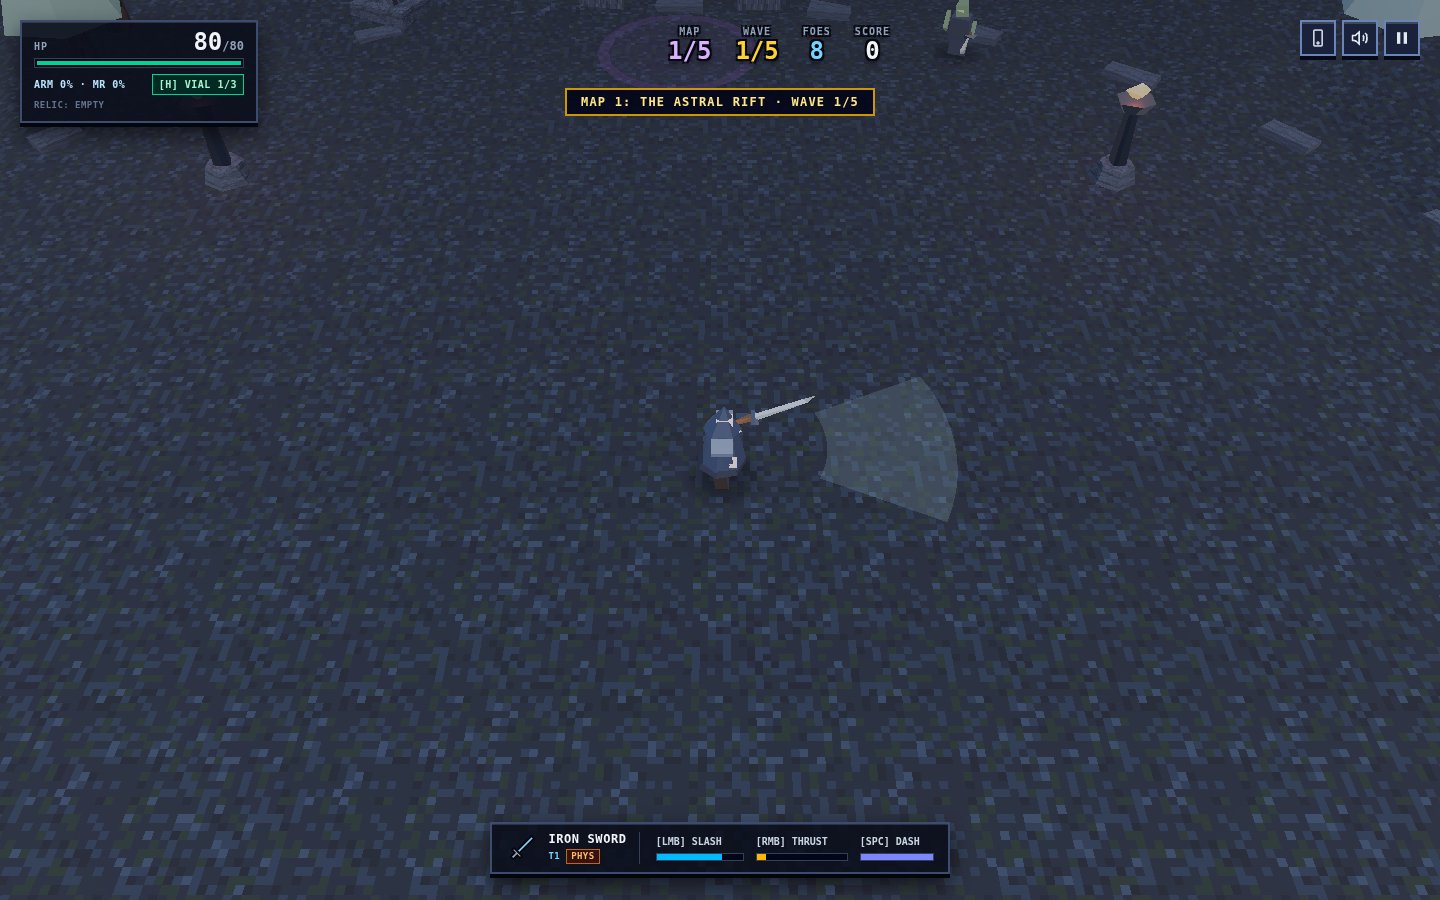 HP 80/80
ARM 0% · MR 0% [H] VIAL 1/3
RELIC: EMPTY
MAP WAVE FOES SCORE
1/5 1/5 8 0
MAP 1: THE ASTRAL RIFT · WAVE 1/5
IRON SWORD
T1 PHYS
[LMB] SLASH [RMB] THRUST [SPC] DASH